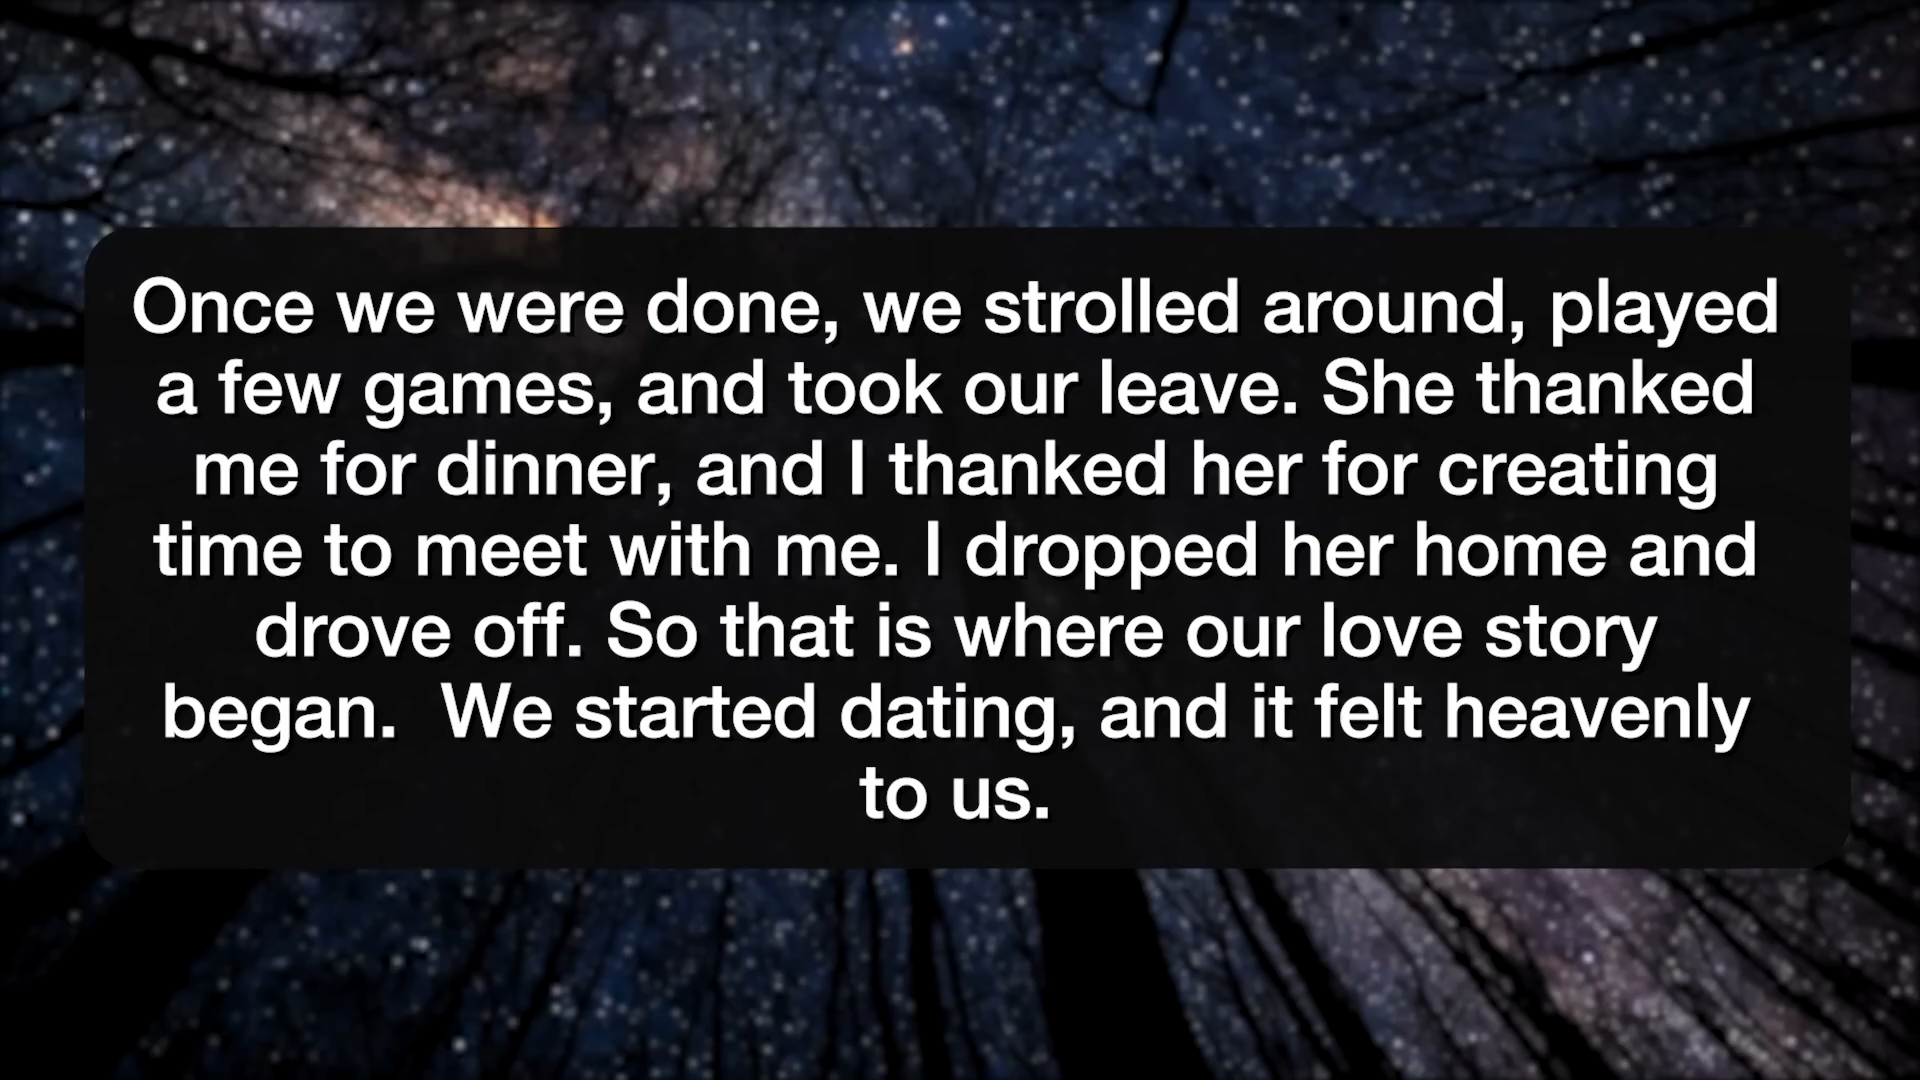 Once we were done, we strolled around, played
a few games, and took our leave. She thanked
me for dinner, and I thanked her for creating
time to meet with me. I dropped her home and
drove off. So that is where our love story
began.  We started dating, and it felt heavenly
to us.